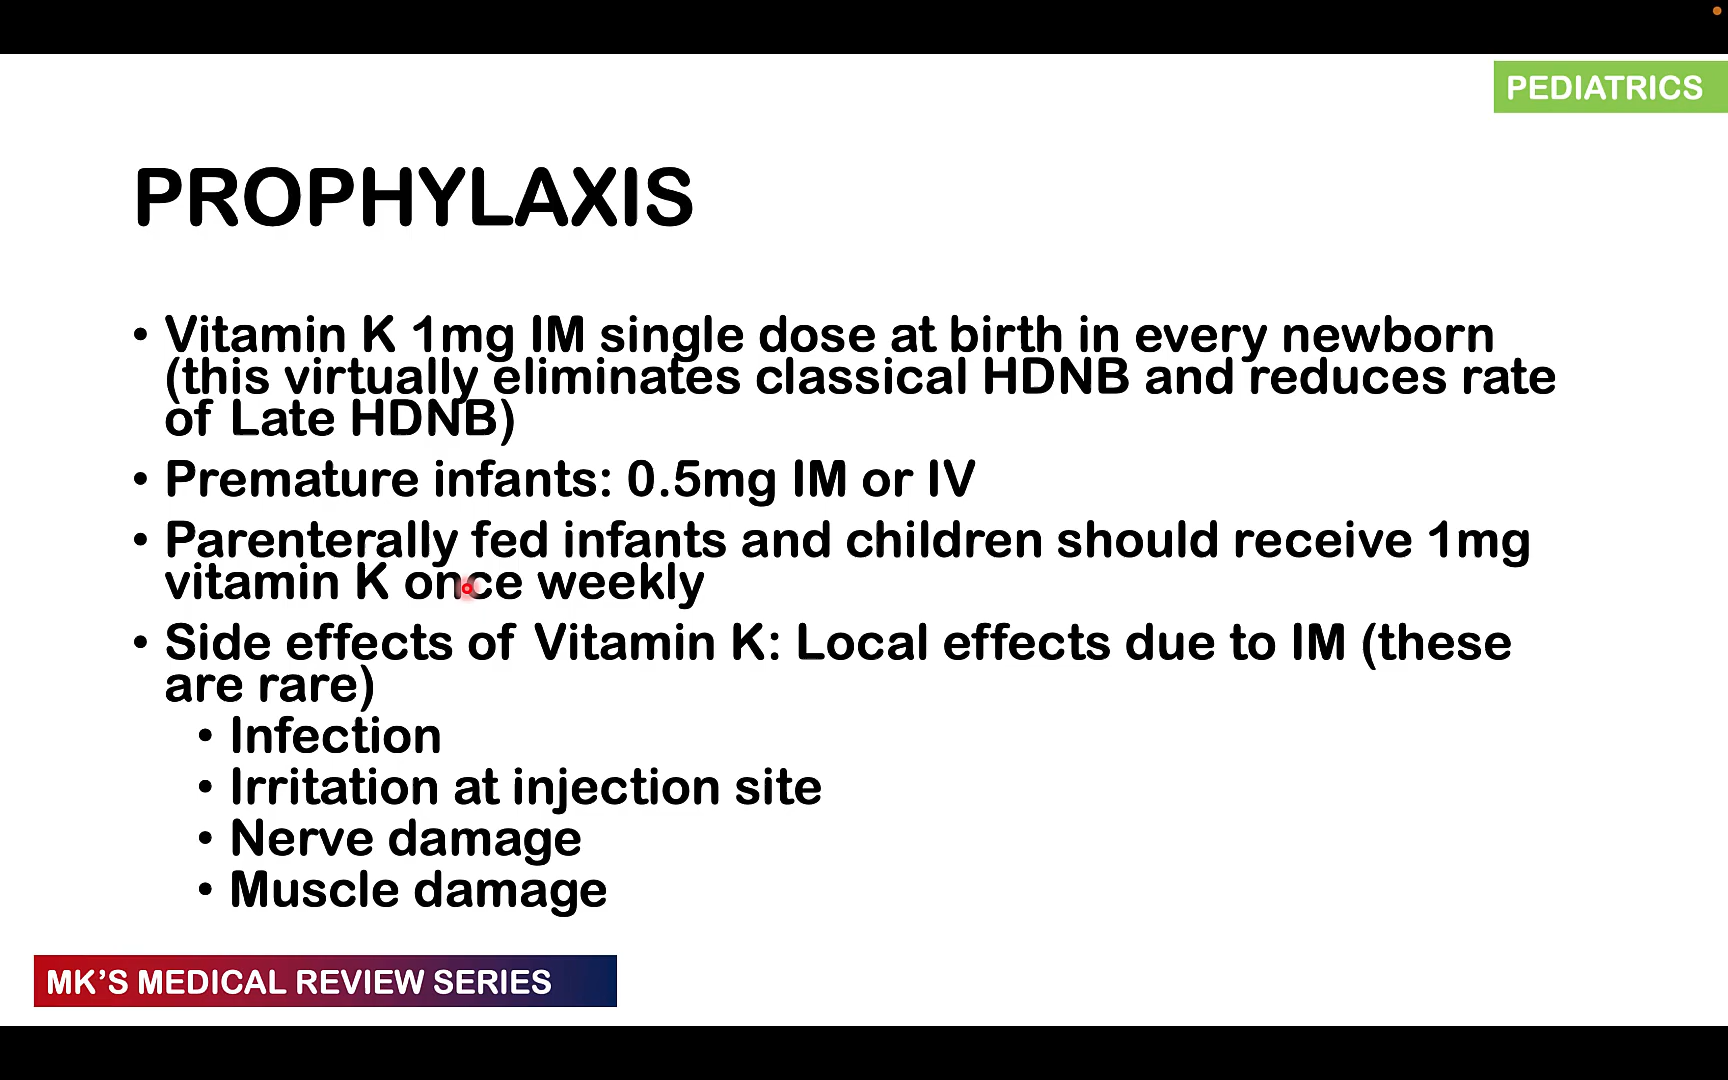 PEDIATRICS
PROPHYLAXIS
• Vitamin K 1mg IM single dose at birth in every newborn
(this virtually eliminates classical HDNB and reduces rate
of Late HDNB)
• Premature infants: 0.5mg IM or IV
• Parenterally fed infants and children should receive 1mg
vitamin K once weekly
• Side effects of Vitamin K: Local effects due to IM (these
are rare)
• Infection
• Irritation at injection site
• Nerve damage
• Muscle damage
MK'S MEDICAL REVIEW SERIES